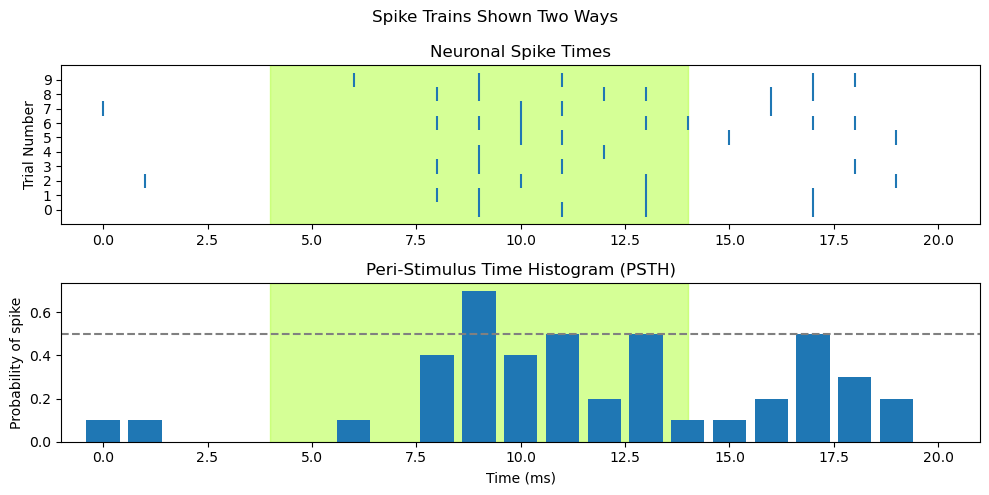 Spike Trains Shown Two Ways
Neuronal Spike Times
Trial Number
9
8
7
6
5
4
3
2
1
0
0.0 2.5 5.0 7.5 10.0 12.5 15.0 17.5 20.0
Peri-Stimulus Time Histogram (PSTH)
Probability of spike
0.6
0.4
0.2
0.0
0.0 2.5 5.0 7.5 10.0 12.5 15.0 17.5 20.0
Time (ms)